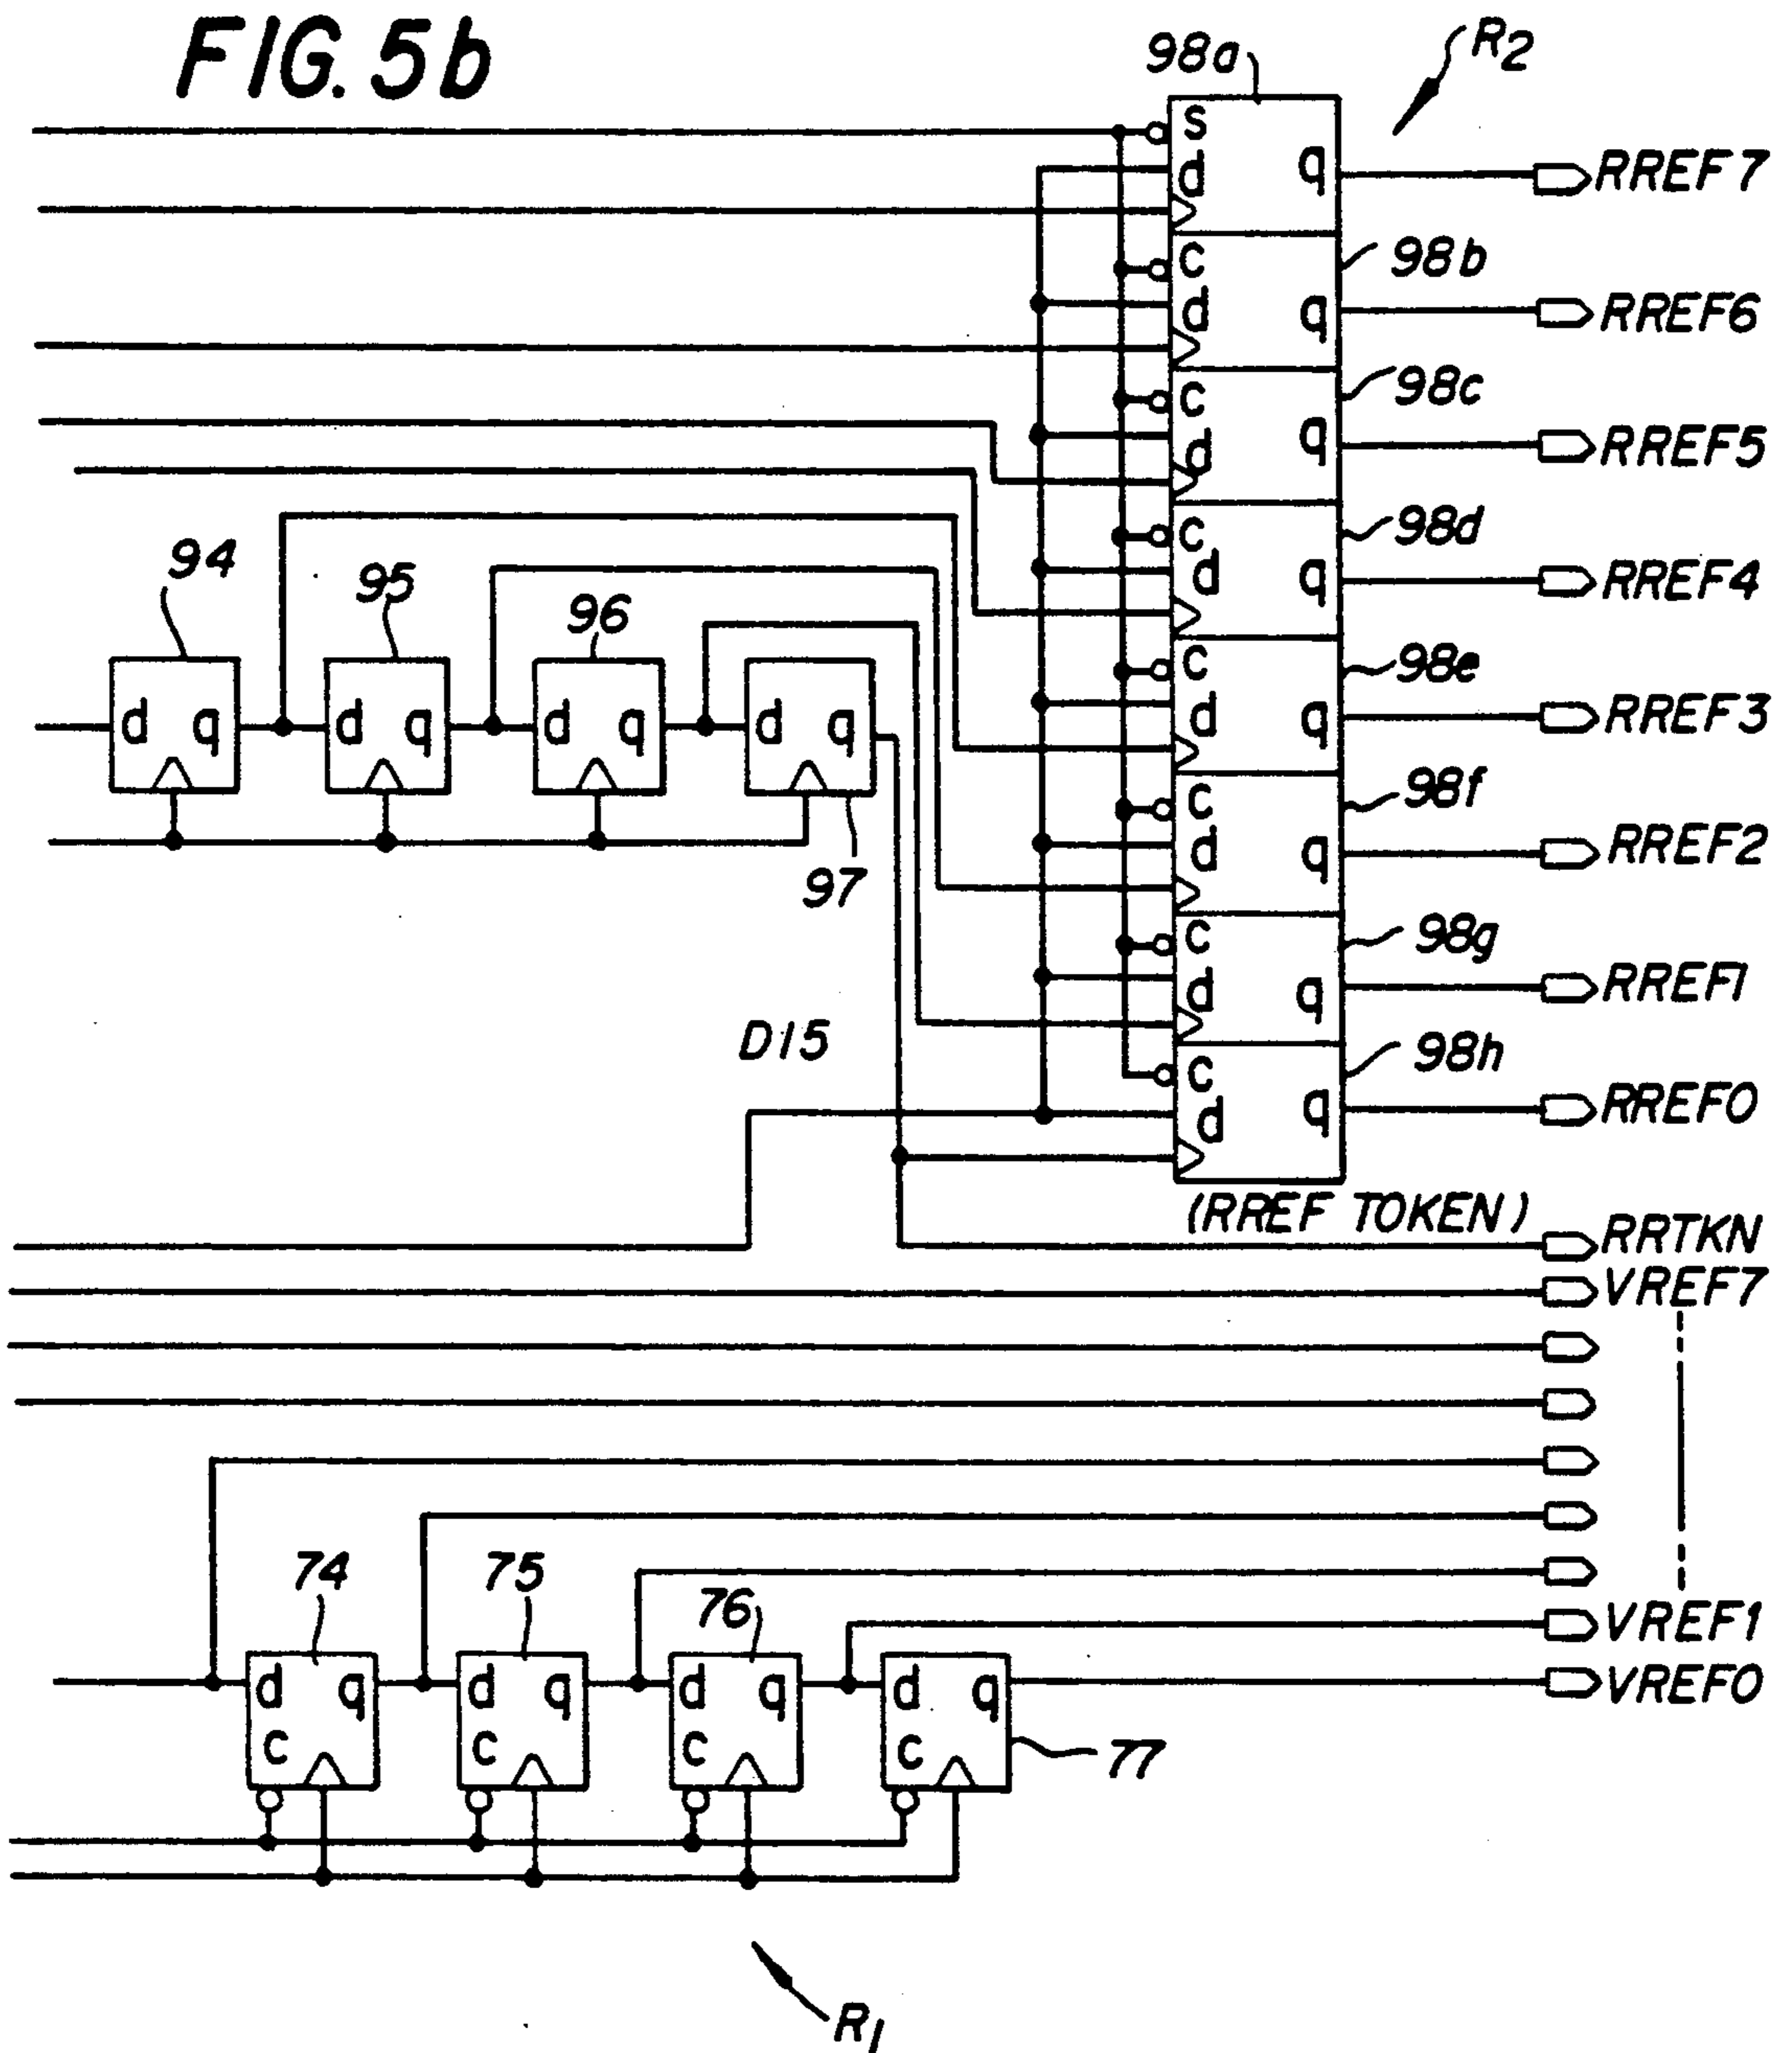 FIG. 5b
R2
98a
s
d
q
RREF7
c
d
q
98b
RREF6
c
d
q
98c
RREF5
c
d
q
98d
RREF4
c
d
q
98e
RREF3
c
d
q
98f
RREF2
c
d
q
98g
RREF1
c
d
q
98h
RREF0
94
95
96
d q
d q
d q
d q
97
D15
(RREF TOKEN)
RRTKN
VREF7
74
75
76
VREF1
VREF0
d q
c
d q
c
d q
c
d q
c
77
R1